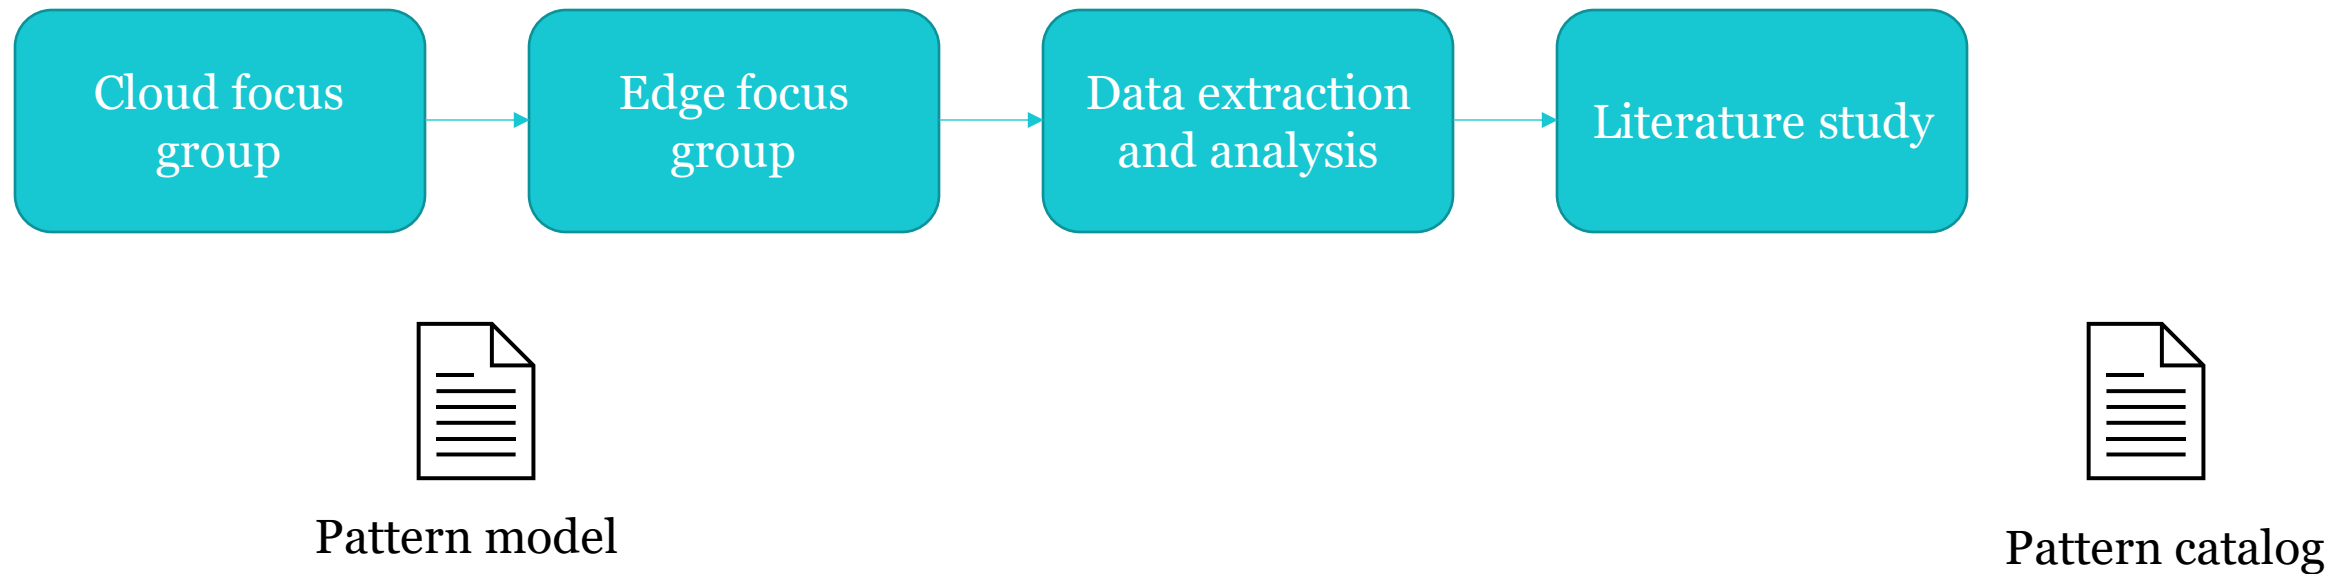 Cloud focus
group
Edge focus
group
Data extraction
and analysis
Literature study
Pattern model
Pattern catalog